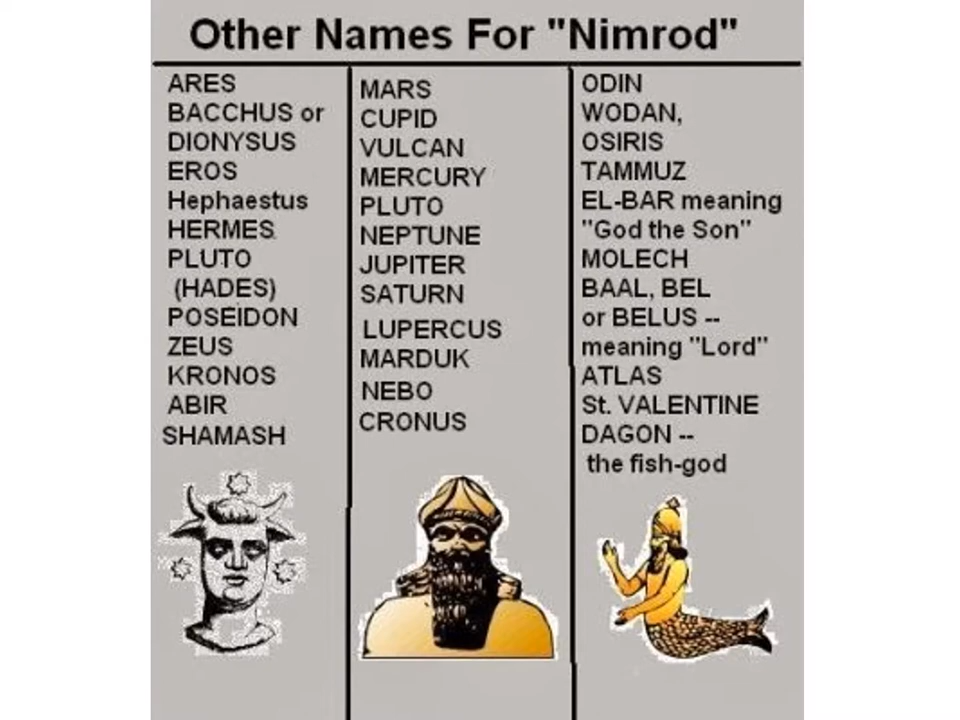 Other Names For "Nimrod"
ARES
BACCHUS or
DIONYSUS
EROS
Hephaestus
HERMES
PLUTO
(HADES)
POSEIDON
ZEUS
KRONOS
ABIR
SHAMASH
MARS
CUPID
VULCAN
MERCURY
PLUTO
NEPTUNE
JUPITER
SATURN
LUPERCUS
MARDUK
NEBO
CRONUS
ODIN
WODAN,
OSIRIS
TAMMUZ
EL-BAR meaning
"God the Son"
MOLECH
BAAL, BEL
or BELUS --
meaning "Lord"
ATLAS
St. VALENTINE
DAGON --
the fish-god